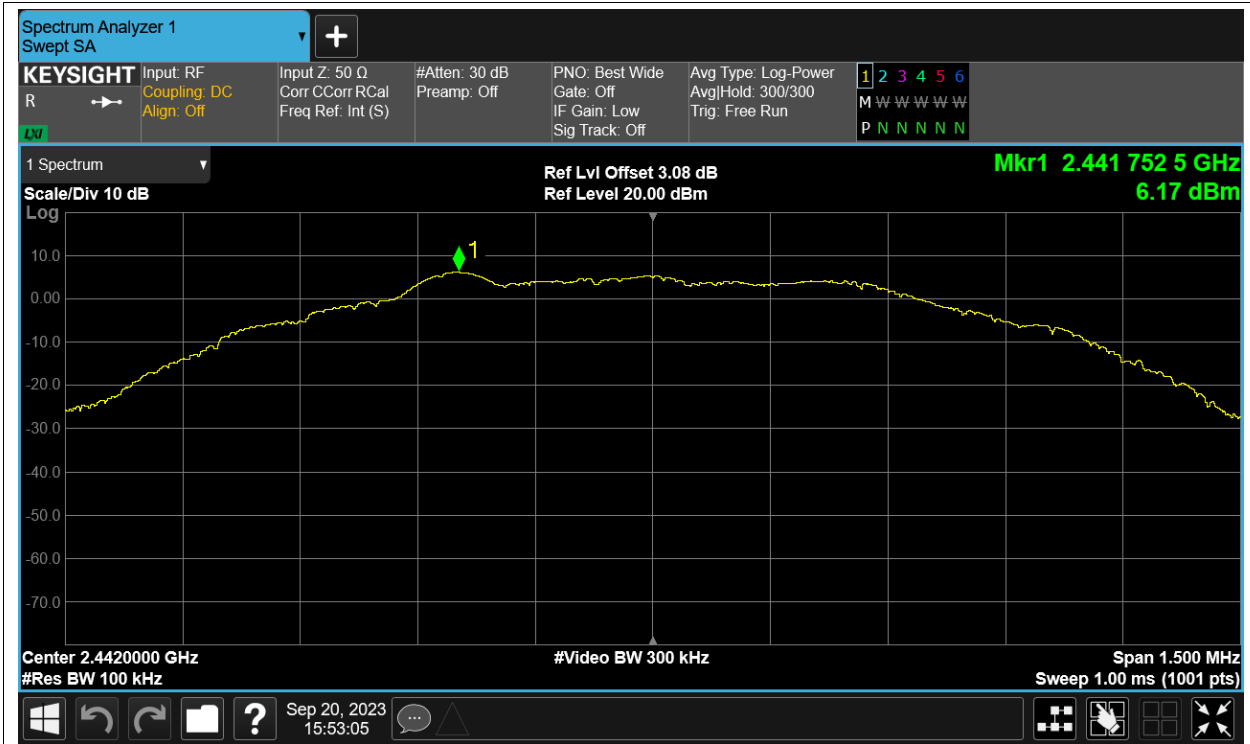 Spectrum Analyzer 1
Swept SA
KEYSIGHT
R
LXI
Input: RF
Coupling: DC
Align: Off
Input Z: 50 Ω
Corr CCorr RCal
Freq Ref: Int (S)
#Atten: 30 dB
Preamp: Off
PNO: Best Wide
Gate: Off
IF Gain: Low
Sig Track: Off
Avg Type: Log-Power
Avg|Hold: 300/300
Trig: Free Run
1 2 3 4 5 6
M W W W W W
P N N N N N
1 Spectrum
Scale/Div 10 dB
Log
Ref Lvl Offset 3.08 dB
Ref Level 20.00 dBm
Mkr1 2.441 752 5 GHz
6.17 dBm
1
10.0
0.00
-10.0
-20.0
-30.0
-40.0
-50.0
-60.0
-70.0
Center 2.4420000 GHz
#Res BW 100 kHz
#Video BW 300 kHz
Span 1.500 MHz
Sweep 1.00 ms (1001 pts)
?
Sep 20, 2023
15:53:05